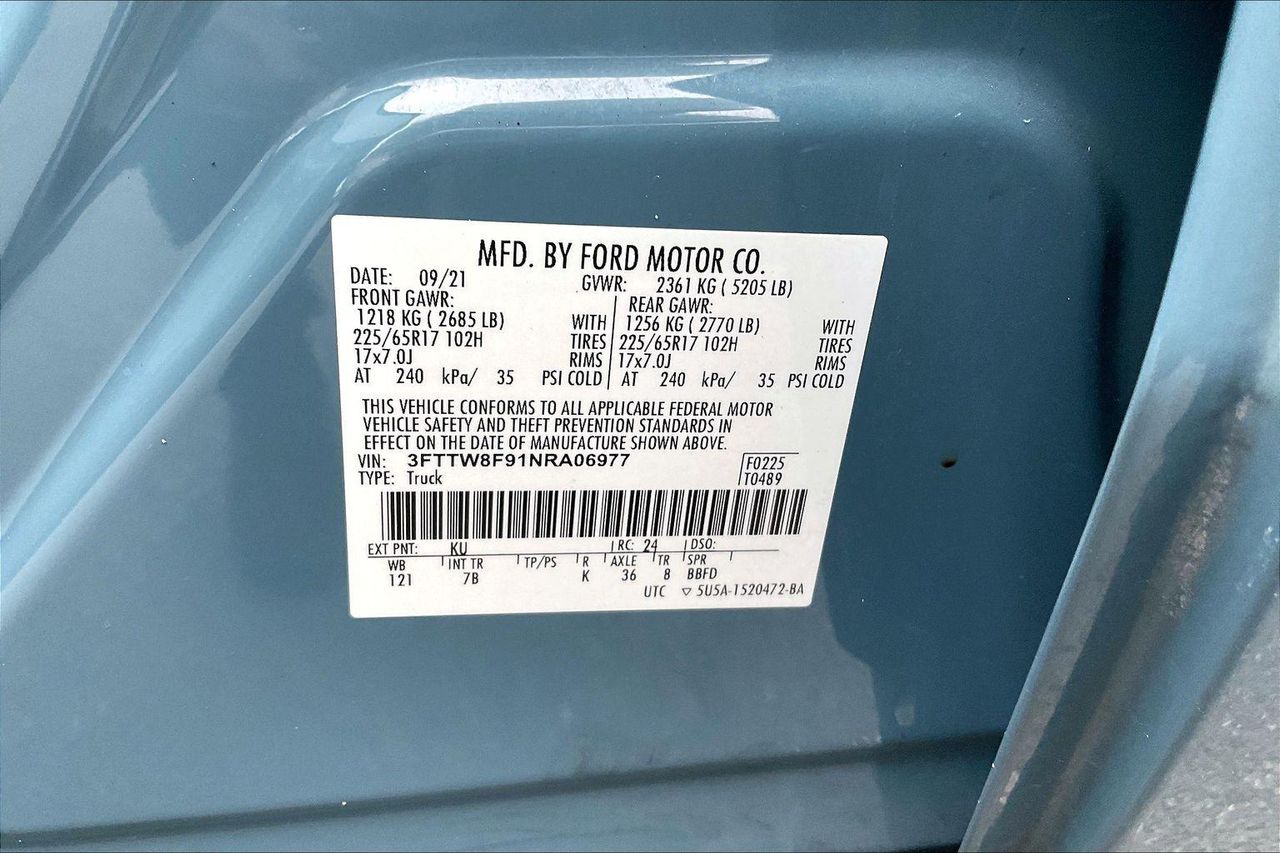 MFD. BY FORD MOTOR CO.
DATE: 09/21 GVWR: 2361 KG ( 5205 LB)
FRONT GAWR: REAR GAWR:
1218 KG ( 2685 LB) WITH 1256 KG ( 2770 LB) WITH
225/65R17 102H TIRES 225/65R17 102H TIRES
17x7.0J RIMS 17x7.0J RIMS
AT 240 kPa/ 35 PSI COLD AT 240 kPa/ 35 PSI COLD
THIS VEHICLE CONFORMS TO ALL APPLICABLE FEDERAL MOTOR
VEHICLE SAFETY AND THEFT PREVENTION STANDARDS IN
EFFECT ON THE DATE OF MANUFACTURE SHOWN ABOVE.
VIN: 3FTTW8F91NRA06977 F0225
TYPE: Truck T0489
EXT PNT: KU RC: 24 DSO:
WB INT TR TP/PS R AXLE TR SPR
121 7B K 36 8 BBFD
UTC ▽ 5U5A-1520472-BA